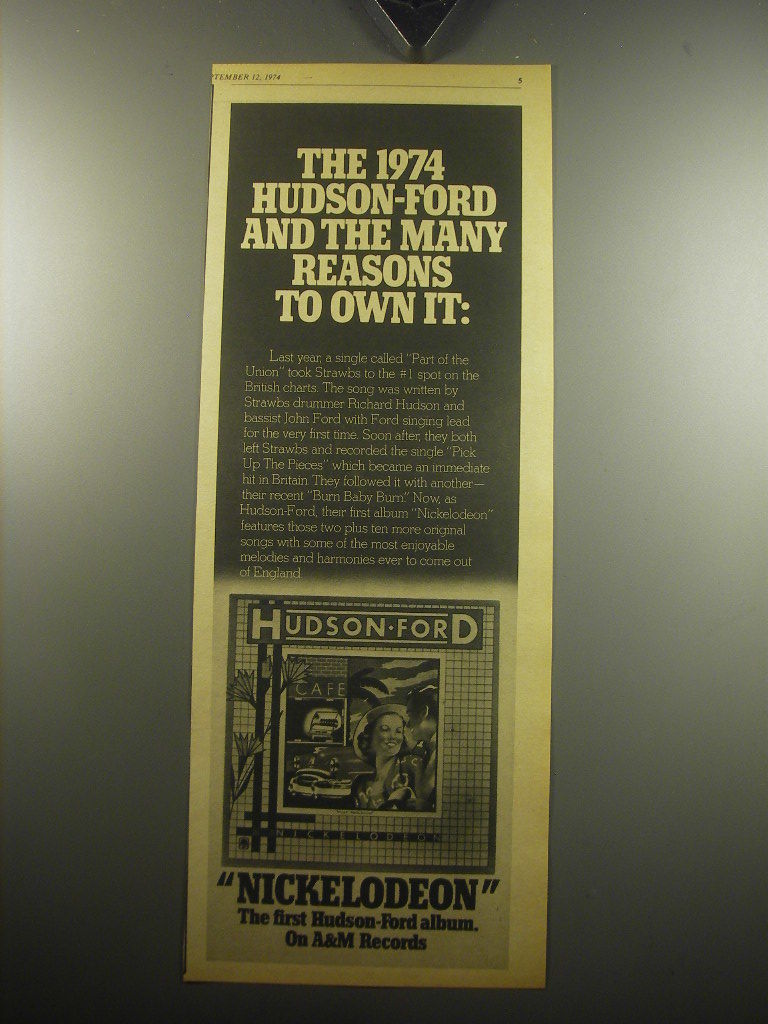 TEMBER 12, 1974
5
THE 1974
HUDSON-FORD
AND THE MANY
REASONS
TO OWN IT:
Last year, a single called "Part of the
Union" took Strawbs to the #1 spot on the
British charts. The song was written by
Strawbs drummer Richard Hudson and
bassist John Ford with Ford singing lead
for the very first time. Soon after, they both
left Strawbs and recorded the single "Pick
Up The Pieces" which became an immediate
hit in Britain. They followed it with another—
their recent "Burn Baby Burn." Now, as
Hudson-Ford, their first album "Nickelodeon"
features those two plus ten more original
songs with some of the most enjoyable
melodies and harmonies ever to come out
of England.
HUDSON·FORD
CAFE
NICKELODEON
"NICKELODEON"
The first Hudson-Ford album.
On A&M Records